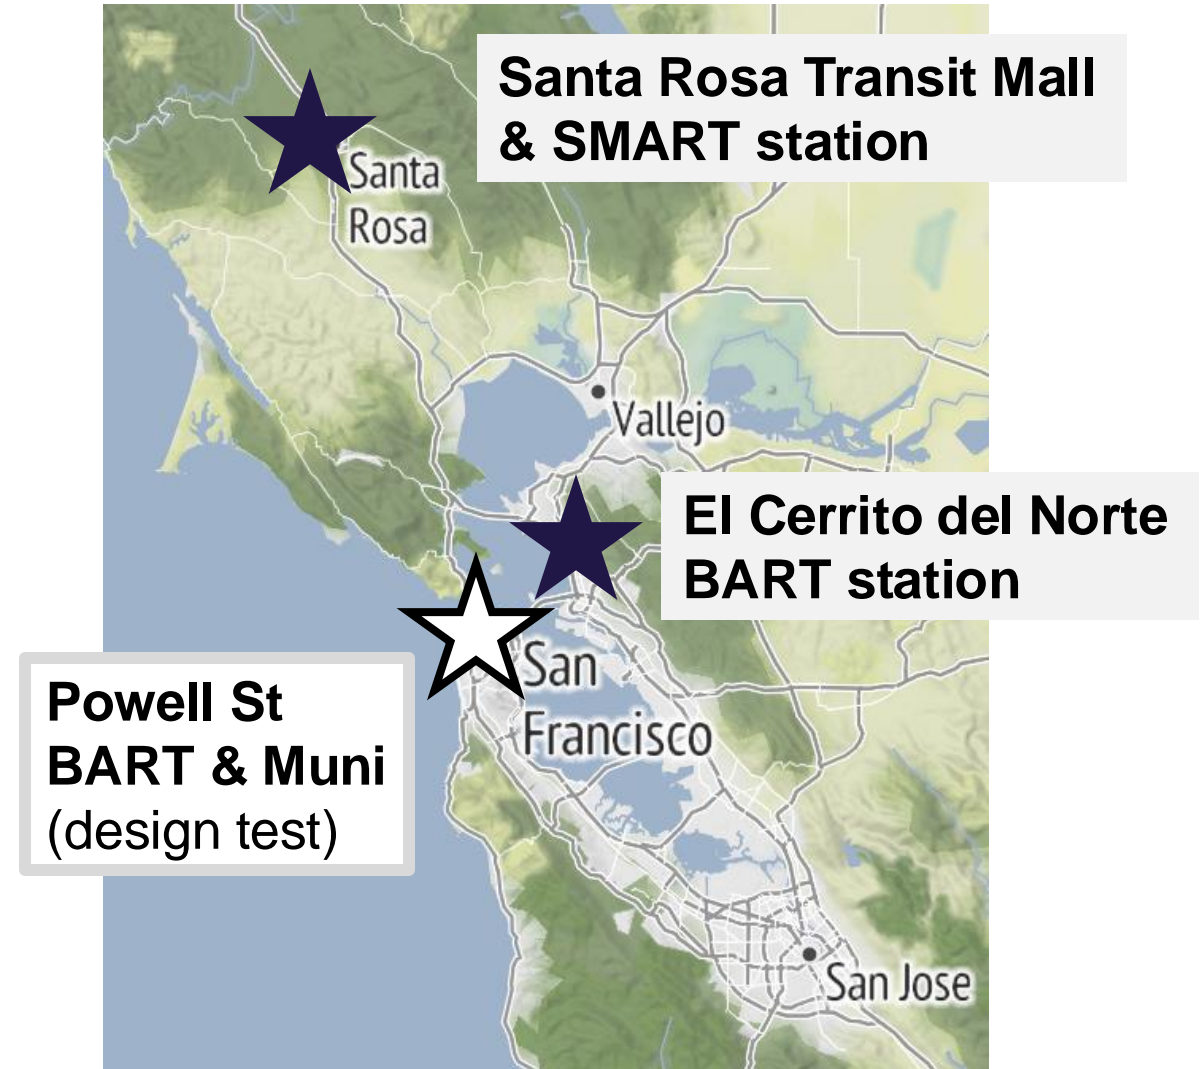 Santa Rosa Transit Mall
& SMART station
Santa
Rosa
Vallejo
El Cerrito del Norte
BART station
San
Francisco
Powell St
BART & Muni
(design test)
San Jose